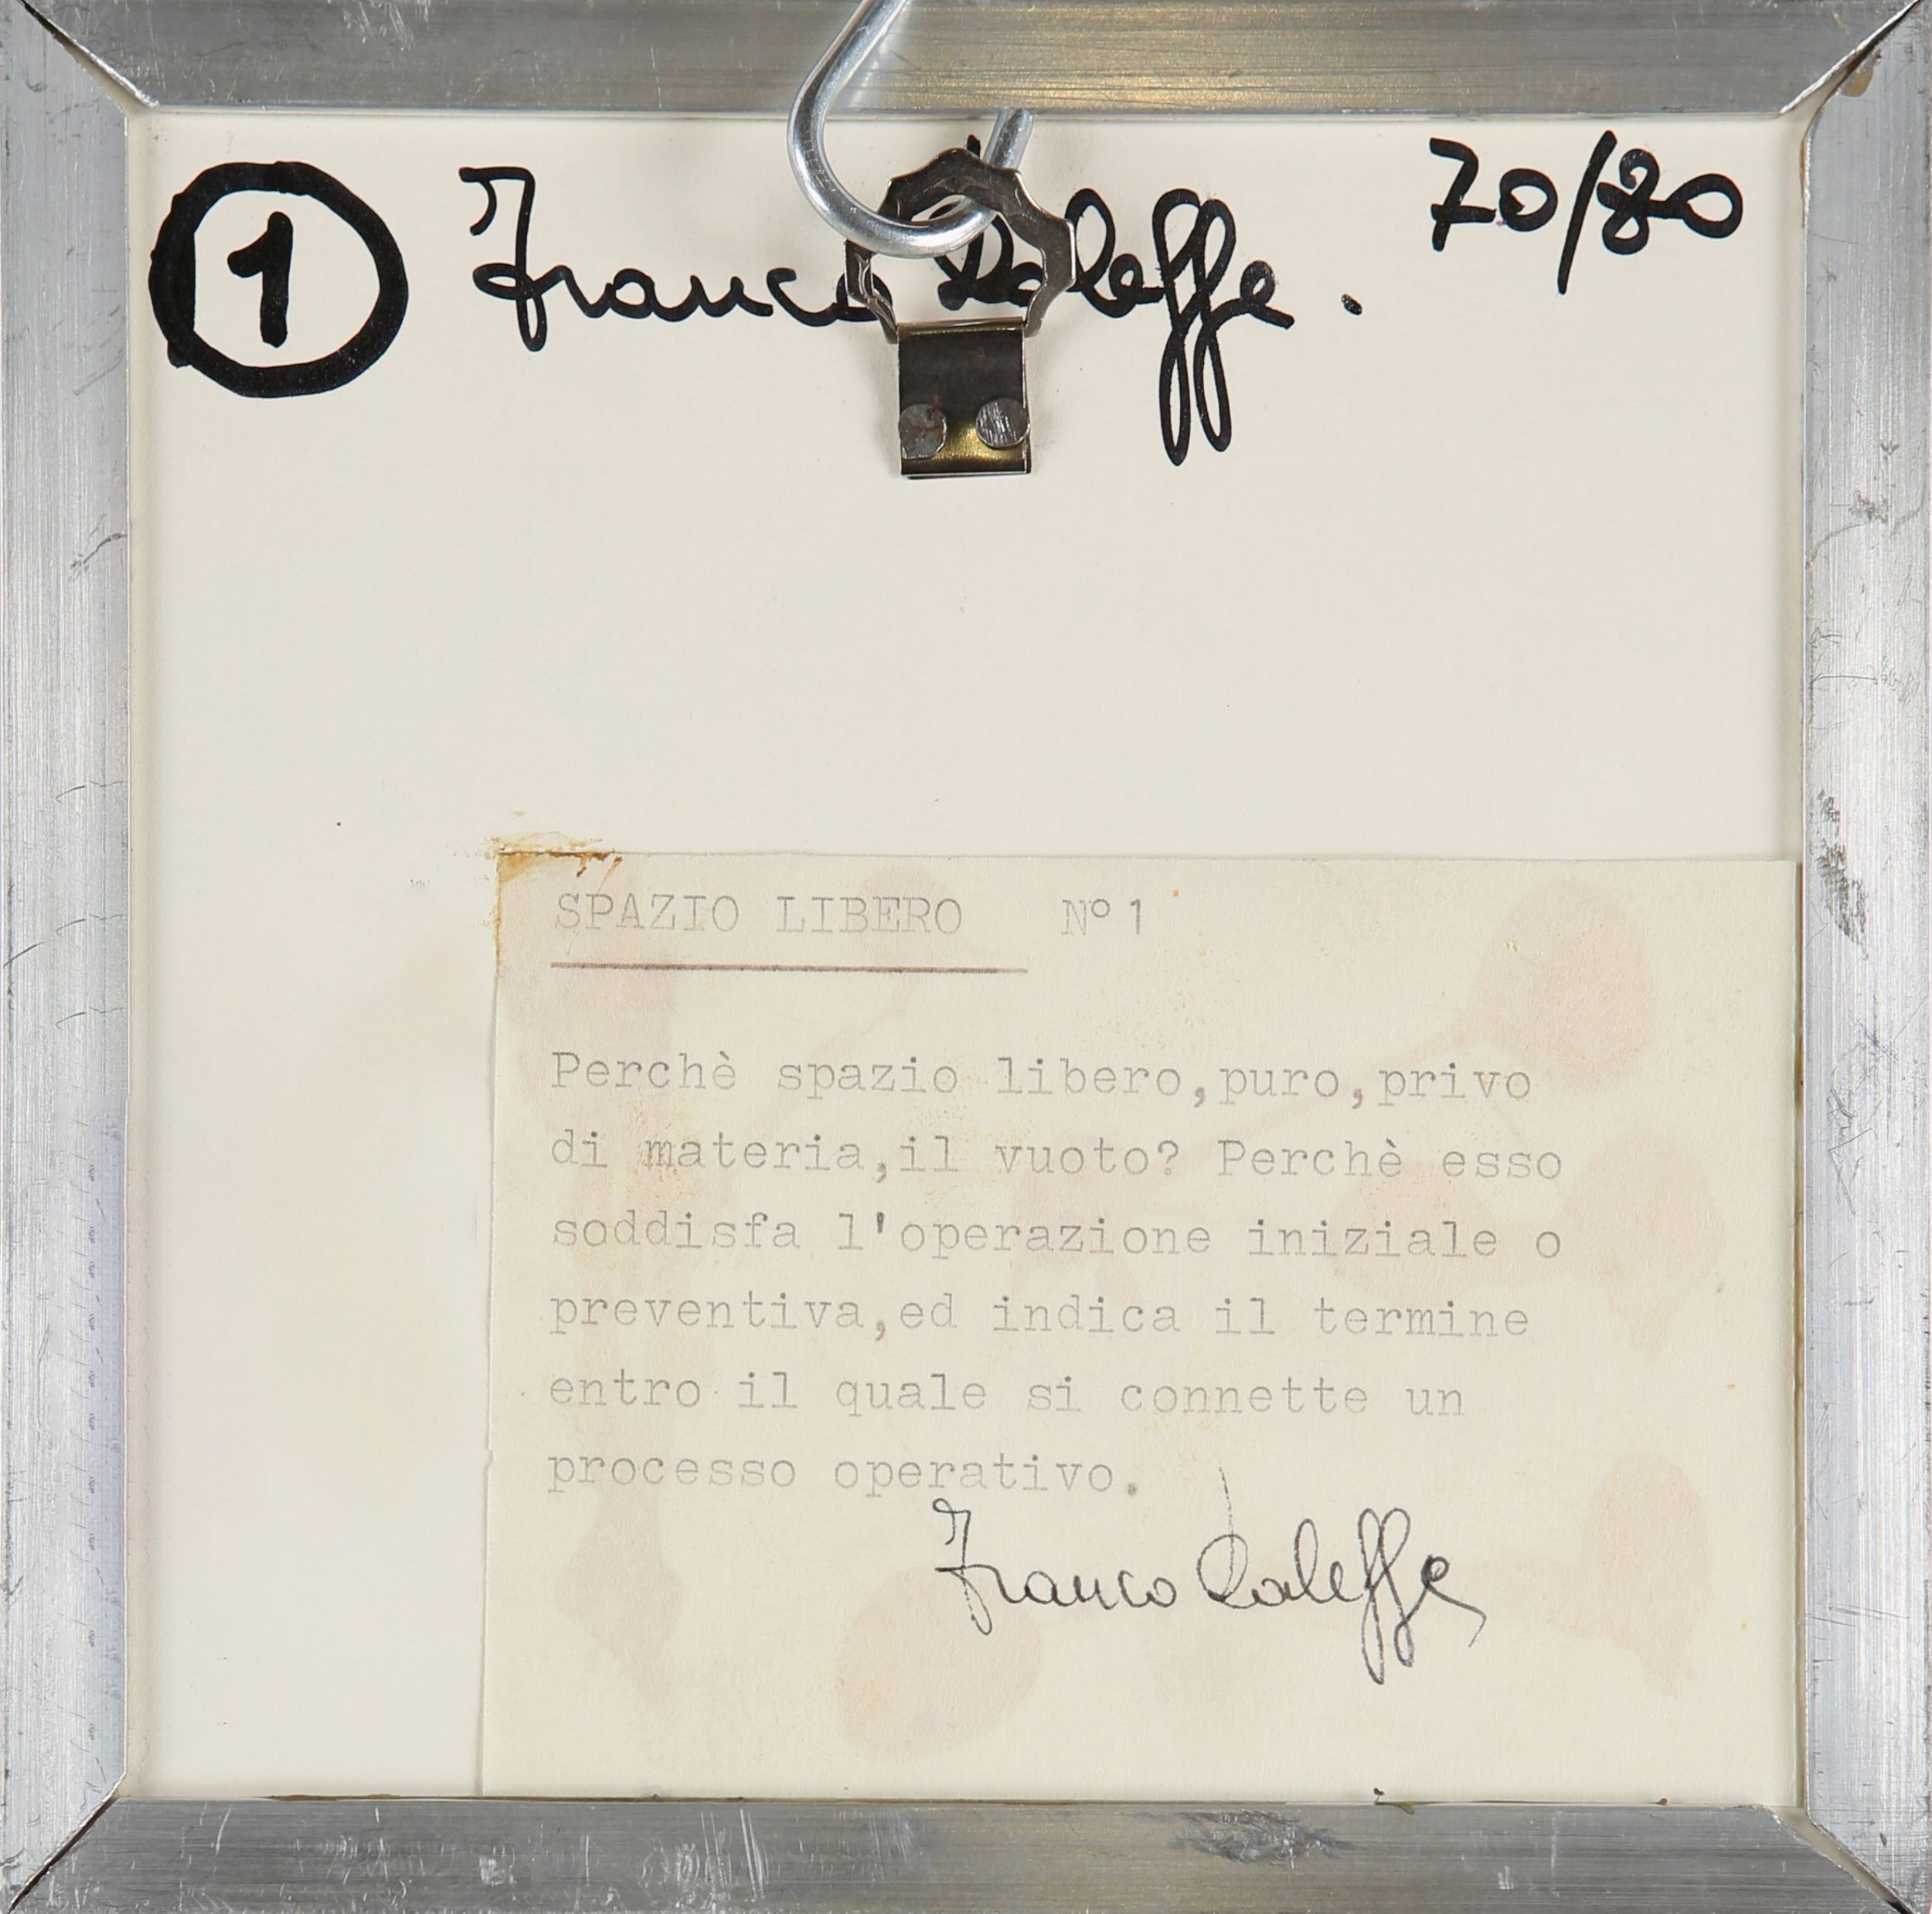 1 Franco Daleffe. 70/80
SPAZIO LIBERO N° 1
Perchè spazio libero,puro,privo
di materia,il vuoto? Perchè esso
soddisfa l'operazione iniziale o
preventiva,ed indica il termine
entro il quale si connette un
processo operativo.
Franco Daleffe